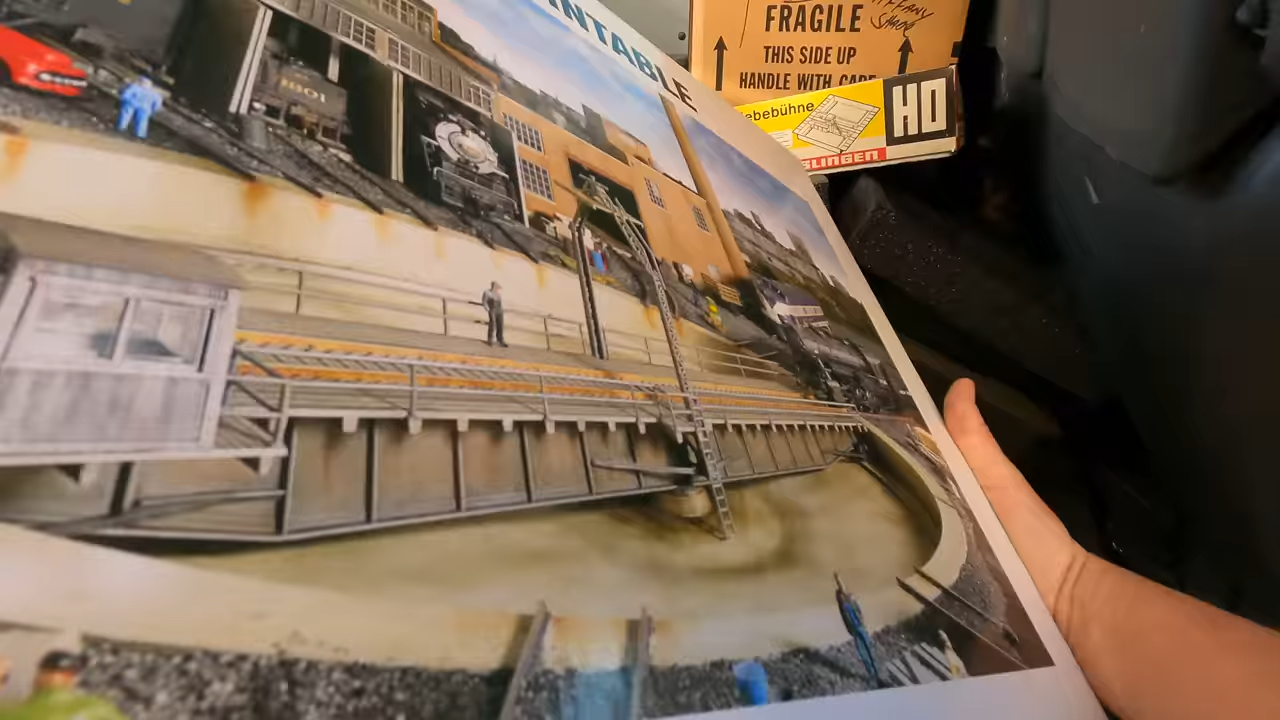 NTABLE
FRAGILE
THIS SIDE UP
HANDLE WITH CARE
ebebühne
HO
SLINGEN
1801